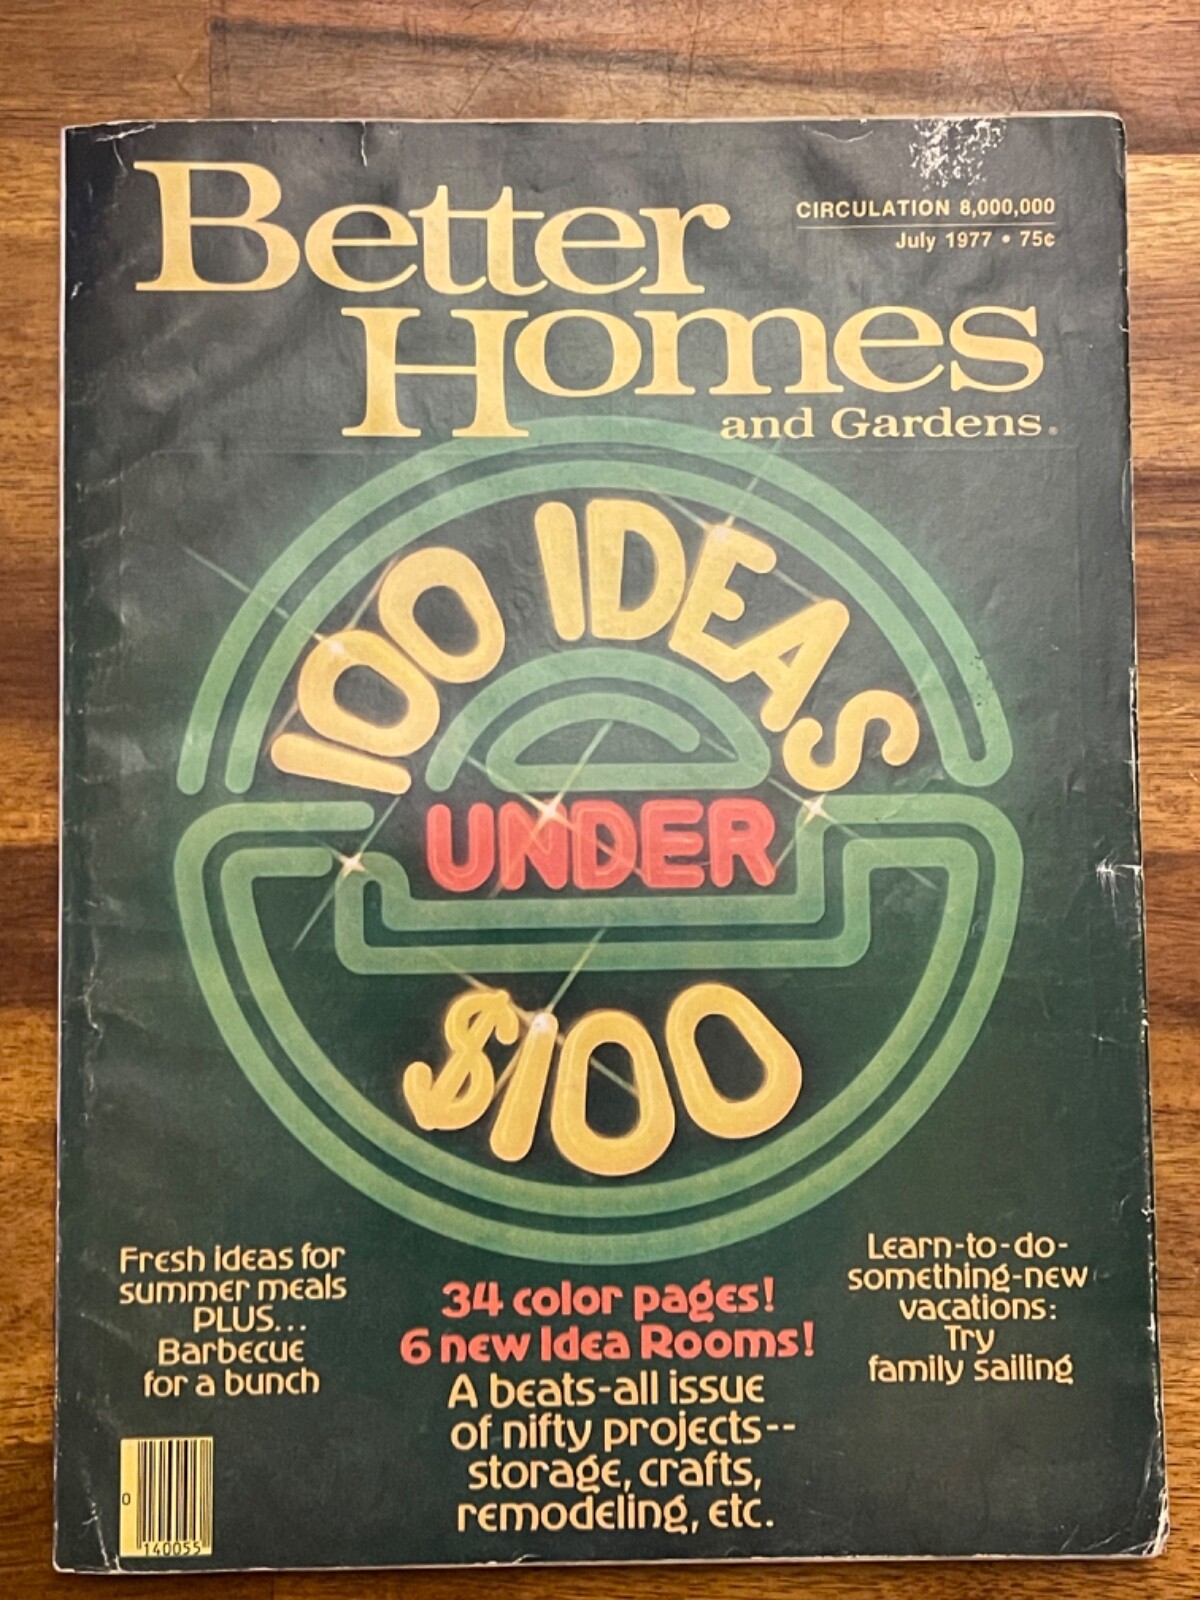 Better
Homes
and Gardens®
CIRCULATION 8,000,000
July 1977 • 75¢
100 IDEAS
UNDER
$100
Fresh ideas for
summer meals
PLUS...
Barbecue
for a bunch
34 color pages!
6 new Idea Rooms!
A beats-all issue
of nifty projects--
storage, crafts,
remodeling, etc.
Learn-to-do-
something-new
vacations:
Try
family sailing
0
140055